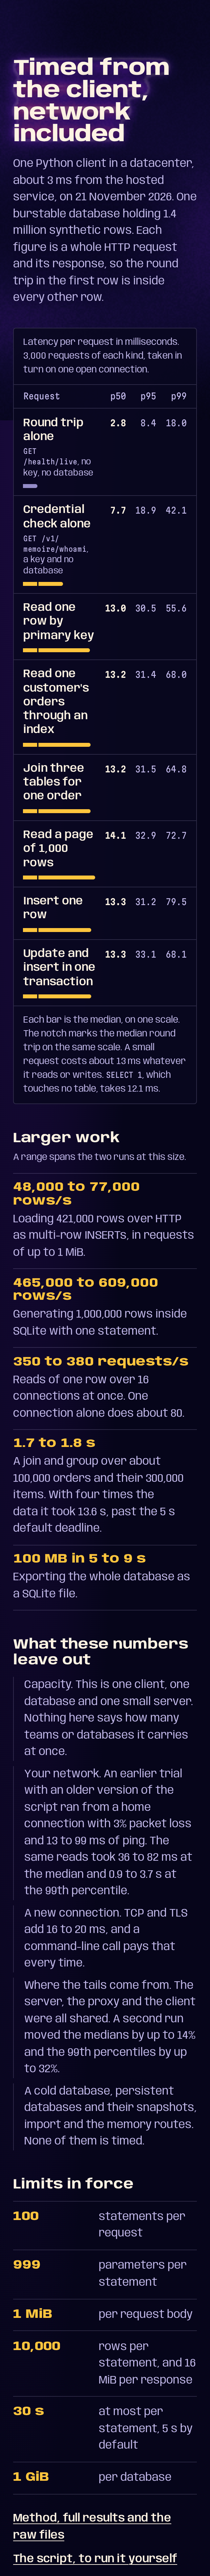 Timed from
the client,
network
included
One Python client in a datacenter,
about 3 ms from the hosted
service, on 21 November 2026. One
burstable database holding 1.4
million synthetic rows. Each
figure is a whole HTTP request
and its response, so the round
trip in the first row is inside
every other row.
Latency per request in milliseconds.
3,000 requests of each kind, taken in
turn on one open connection.
Request p50 p95 p99
Round trip 2.8 8.4 18.0
alone
GET
/health/live, no
key, no database
Credential 7.7 18.9 42.1
check alone
GET /v1/
memoire/whoami,
a key and no
database
Read one 13.0 30.5 55.6
row by
primary key
Read one 13.2 31.4 68.0
customer's
orders
through an
index
Join three 13.2 31.5 64.8
tables for
one order
Read a page 14.1 32.9 72.7
of 1,000
rows
Insert one 13.3 31.2 79.5
row
Update and 13.3 33.1 68.1
insert in one
transaction
Each bar is the median, on one scale.
The notch marks the median round
trip on the same scale. A small
request costs about 13 ms whatever
it reads or writes. SELECT 1, which
touches no table, takes 12.1 ms.
Larger work
A range spans the two runs at this size.
48,000 to 77,000
rows/s
Loading 421,000 rows over HTTP
as multi-row INSERTs, in requests
of up to 1 MiB.
465,000 to 609,000
rows/s
Generating 1,000,000 rows inside
SQLite with one statement.
350 to 380 requests/s
Reads of one row over 16
connections at once. One
connection alone does about 80.
1.7 to 1.8 s
A join and group over about
100,000 orders and their 300,000
items. With four times the
data it took 13.6 s, past the 5 s
default deadline.
100 MB in 5 to 9 s
Exporting the whole database as
a SQLite file.
What these numbers
leave out
Capacity. This is one client, one
database and one small server.
Nothing here says how many
teams or databases it carries
at once.
Your network. An earlier trial
with an older version of the
script ran from a home
connection with 3% packet loss
and 13 to 99 ms of ping. The
same reads took 36 to 82 ms at
the median and 0.9 to 3.7 s at
the 99th percentile.
A new connection. TCP and TLS
add 16 to 20 ms, and a
command-line call pays that
every time.
Where the tails come from. The
server, the proxy and the client
were all shared. A second run
moved the medians by up to 14%
and the 99th percentiles by up
to 32%.
A cold database, persistent
databases and their snapshots,
import and the memory routes.
None of them is timed.
Limits in force
100 statements per
request
999 parameters per
statement
1 MiB per request body
10,000 rows per
statement, and 16
MiB per response
30 s at most per
statement, 5 s by
default
1 GiB per database
Method, full results and the
raw files
The script, to run it yourself